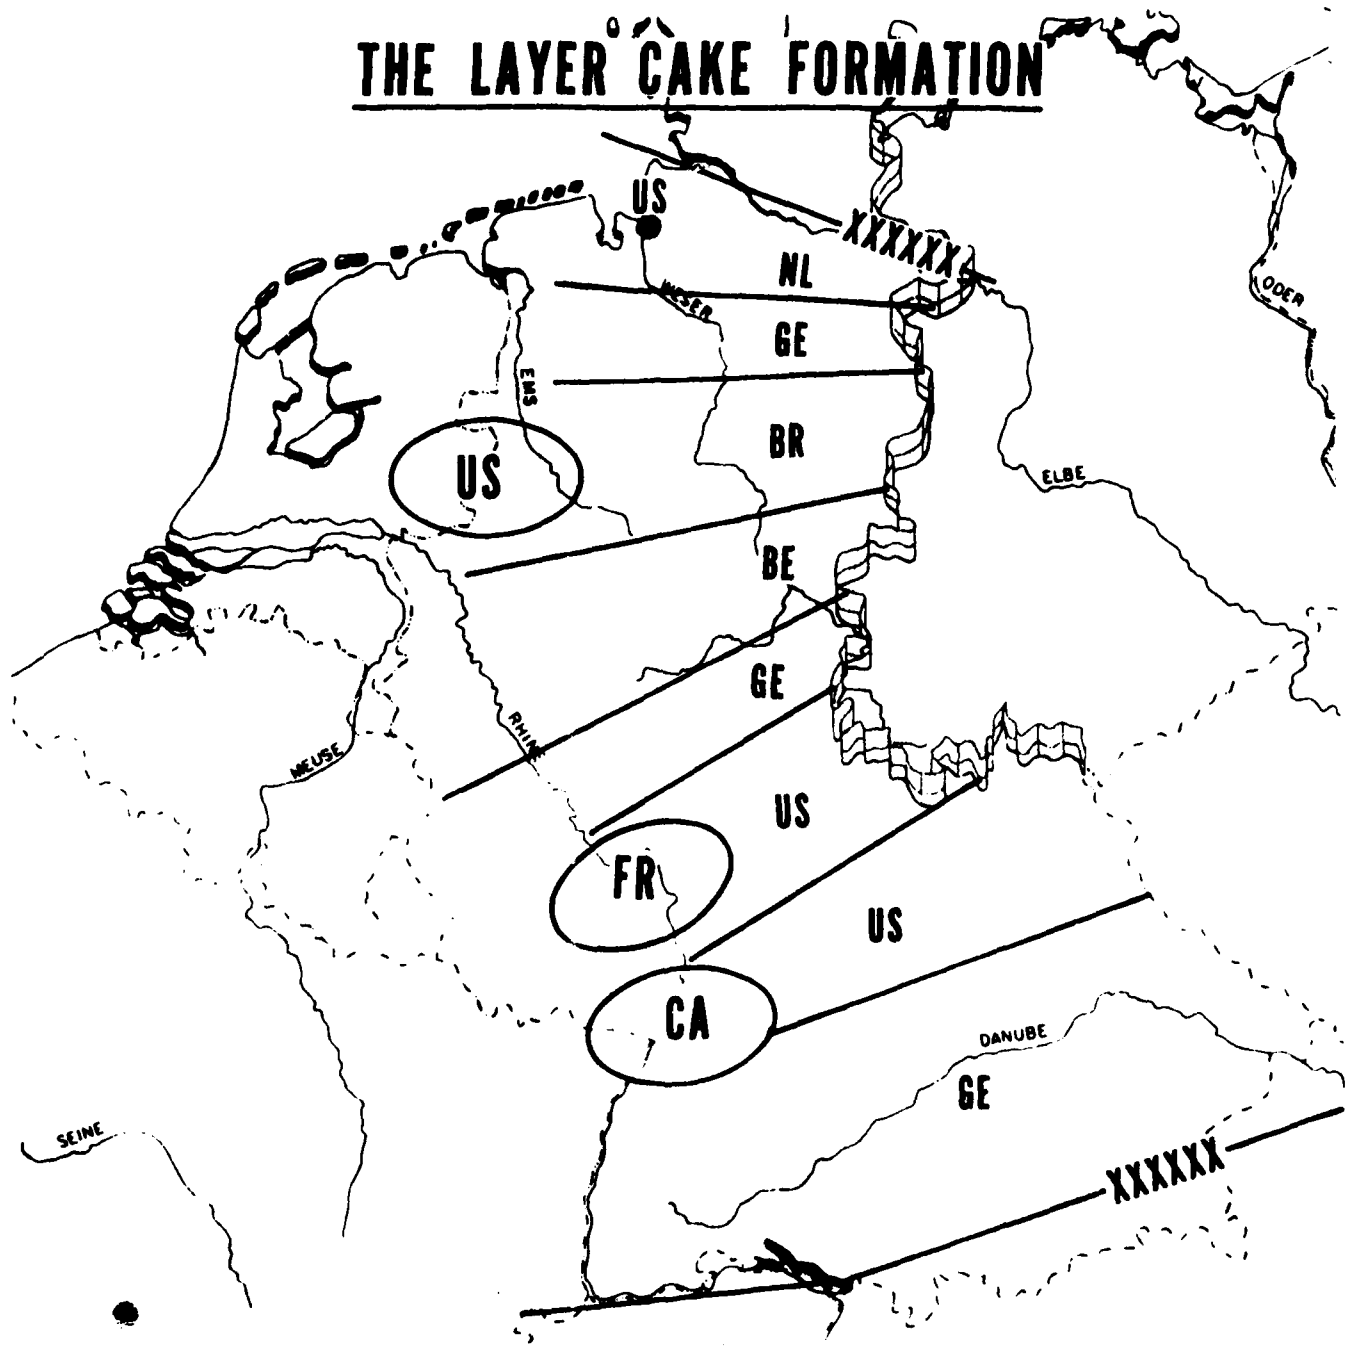 THE LAYER CAKE FORMATION
US
XXXXXX
NL
ODER
WESER
GE
EMS
BR
US
ELBE
BE
GE
RHINE
MEUSE
US
FR
US
CA
DANUBE
GE
SEINE
XXXXXX